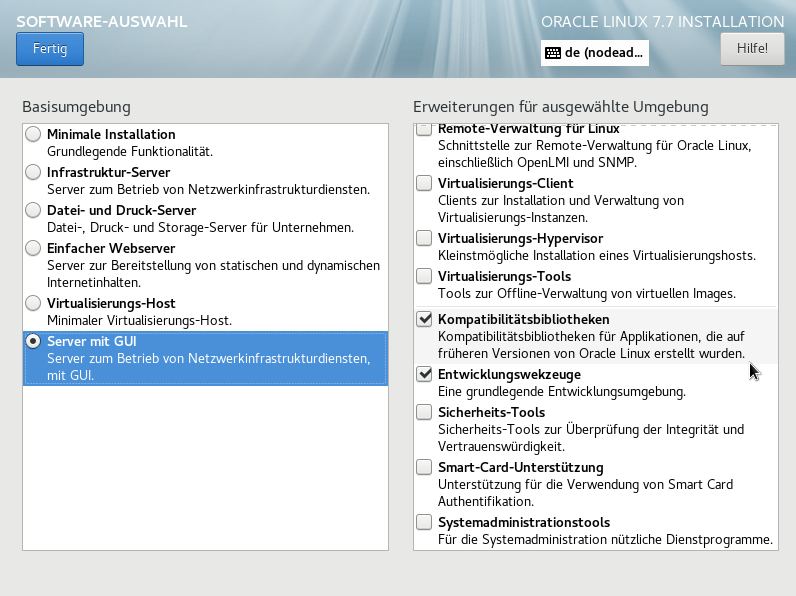 SOFTWARE-AUSWAHL
ORACLE LINUX 7.7 INSTALLATION
Fertig
de (nodead...
Hilfe!
Basisumgebung
Minimale Installation
Grundlegende Funktionalität.
Infrastruktur-Server
Server zum Betrieb von Netzwerkinfrastrukturdiensten.
Datei- und Druck-Server
Datei-, Druck- und Storage-Server für Unternehmen.
Einfacher Webserver
Server zur Bereitstellung von statischen und dynamischen
Internetinhalten.
Virtualisierungs-Host
Minimaler Virtualisierungs-Host.
Server mit GUI
Server zum Betrieb von Netzwerkinfrastrukturdiensten,
mit GUI.
Erweiterungen für ausgewählte Umgebung
Remote-Verwaltung für Linux
Schnittstelle zur Remote-Verwaltung für Oracle Linux,
einschließlich OpenLMI und SNMP.
Virtualisierungs-Client
Clients zur Installation und Verwaltung von
Virtualisierungs-Instanzen.
Virtualisierungs-Hypervisor
Kleinstmögliche Installation eines Virtualisierungshosts.
Virtualisierungs-Tools
Tools zur Offline-Verwaltung von virtuellen Images.
Kompatibilitätsbibliotheken
Kompatibilitätsbibliotheken für Applikationen, die auf
früheren Versionen von Oracle Linux erstellt wurden.
Entwicklungswekzeuge
Eine grundlegende Entwicklungsumgebung.
Sicherheits-Tools
Sicherheits-Tools zur Überprüfung der Integrität und
Vertrauenswürdigkeit.
Smart-Card-Unterstützung
Unterstützung für die Verwendung von Smart Card
Authentifikation.
Systemadministrationstools
Für die Systemadministration nützliche Dienstprogramme.